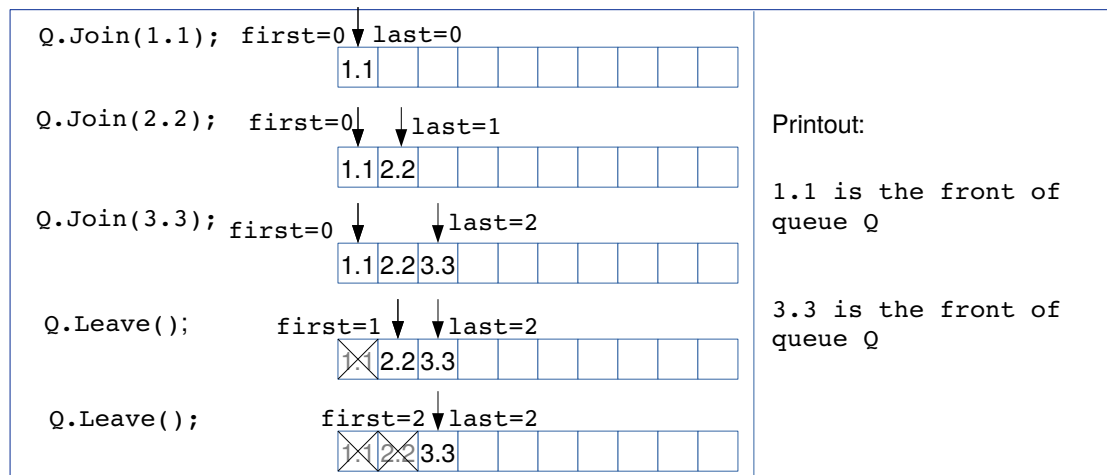 Q.Join(1.1); first=0 last=0
1.1
Q.Join(2.2); first=0 last=1
1.1 2.2
Q.Join(3.3); first=0 last=2
1.1 2.2 3.3
Q.Leave(); first=1 last=2
1.1 2.2 3.3
Q.Leave(); first=2 last=2
1.1 2.2 3.3
Printout:
1.1 is the front of
queue Q
3.3 is the front of
queue Q